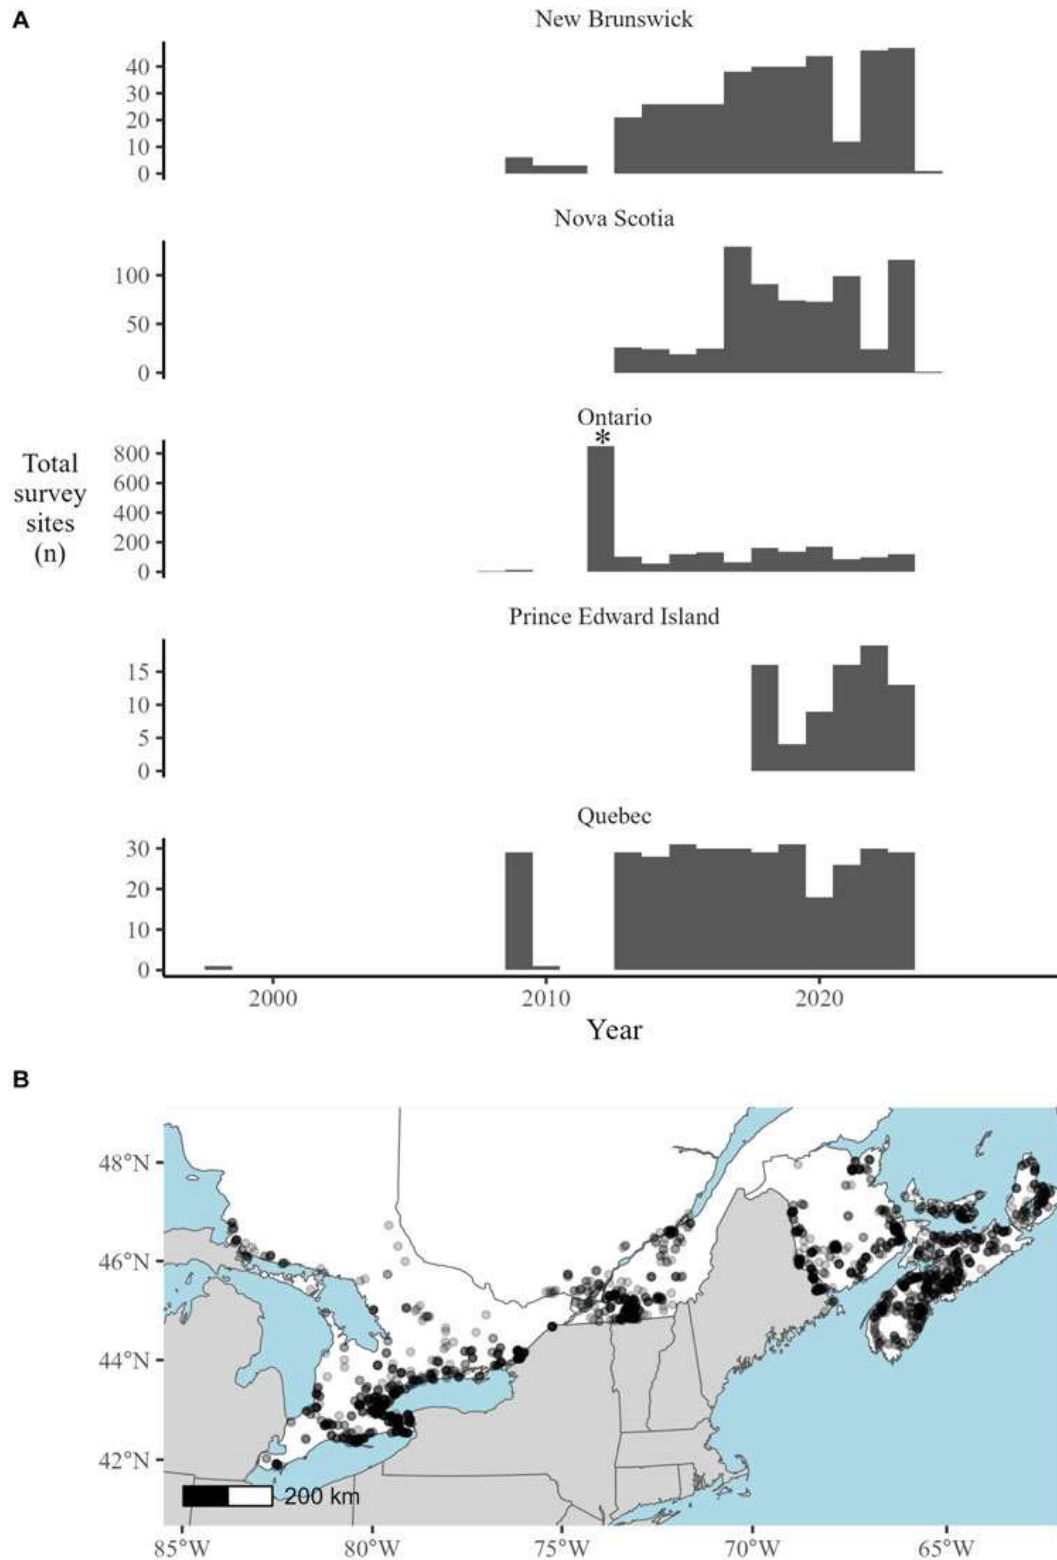 A
New Brunswick
40
30
20
10
0
Nova Scotia
100
50
0
Ontario
*
800
600
400
200
0
Total
survey
sites
(n)
Prince Edward Island
15
10
5
0
Quebec
30
20
10
0
2000 2010 2020
Year
B
48°N
46°N
44°N
42°N
200 km
85°W 80°W 75°W 70°W 65°W